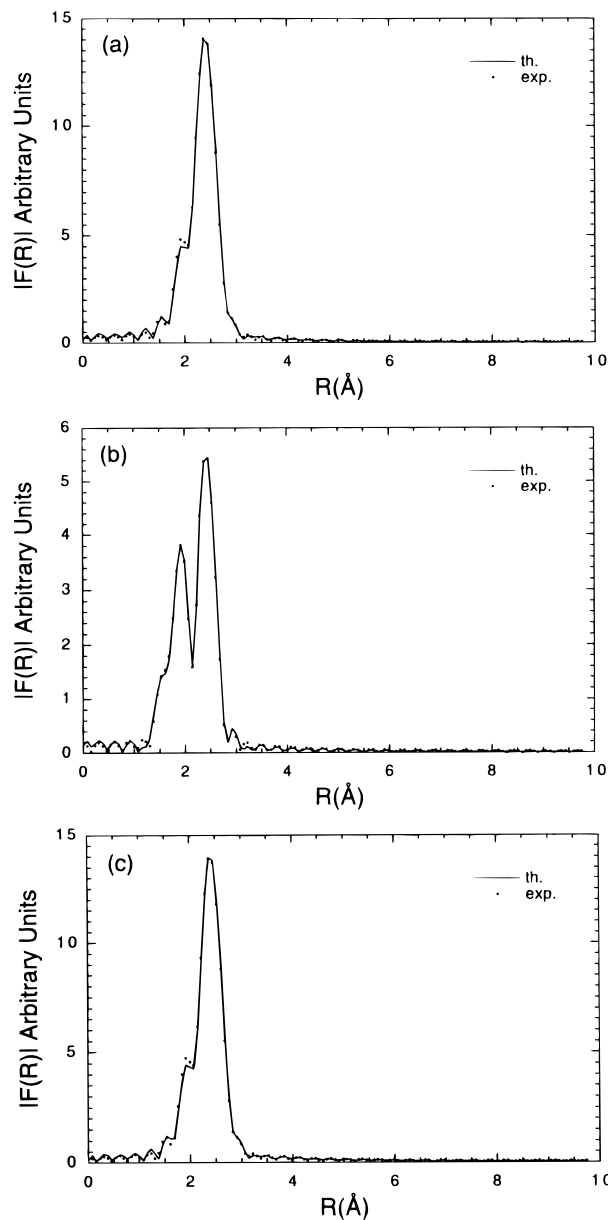 (a)
th.
exp.
|F(R)| Arbitrary Units
15
10
5
0
0 2 4 6 8 10
R(Å)
(b)
th.
exp.
|F(R)| Arbitrary Units
6
5
4
3
2
1
0
0 2 4 6 8 10
R(Å)
(c)
th.
exp.
|F(R)| Arbitrary Units
15
10
5
0
0 2 4 6 8 10
R(Å)